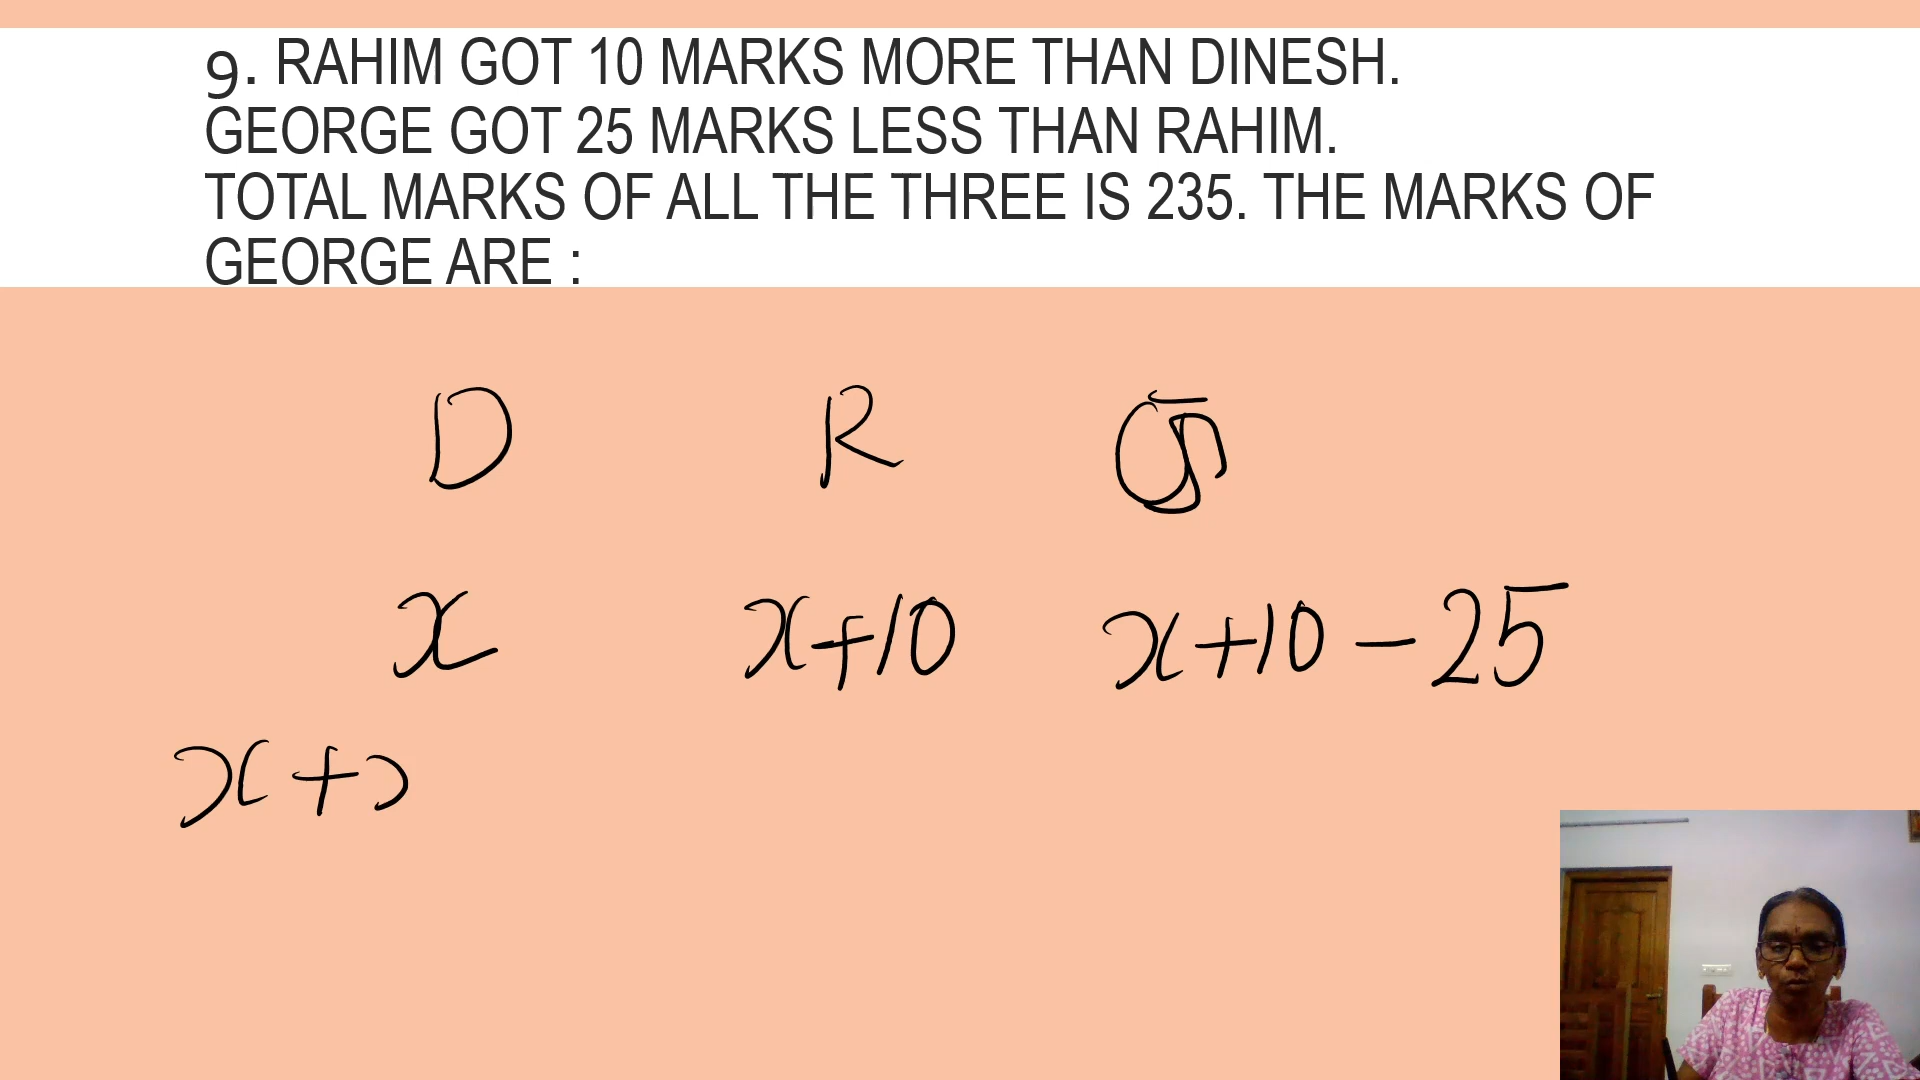 9. RAHIM GOT 10 MARKS MORE THAN DINESH.
GEORGE GOT 25 MARKS LESS THAN RAHIM.
TOTAL MARKS OF ALL THE THREE IS 235. THE MARKS OF
GEORGE ARE :
D R G
x x+10 x+10-25
x+